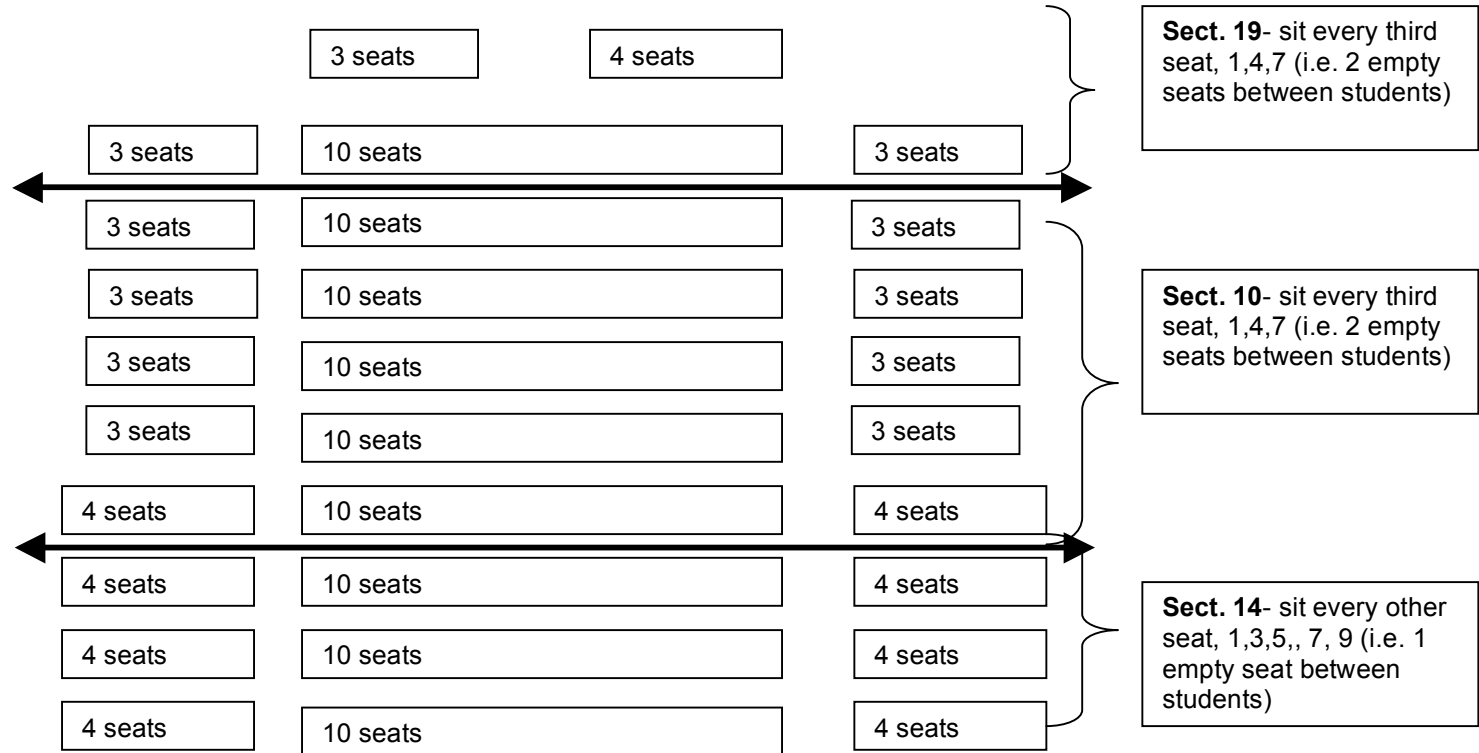 3 seats 4 seats
Sect. 19- sit every third
seat, 1,4,7 (i.e. 2 empty
seats between students)
3 seats 10 seats 3 seats
3 seats 10 seats 3 seats
3 seats 10 seats 3 seats
3 seats 10 seats 3 seats
3 seats 10 seats 3 seats
4 seats 10 seats 4 seats
Sect. 10- sit every third
seat, 1,4,7 (i.e. 2 empty
seats between students)
4 seats 10 seats 4 seats
4 seats 10 seats 4 seats
4 seats 10 seats 4 seats
Sect. 14- sit every other
seat, 1,3,5,, 7, 9 (i.e. 1
empty seat between
students)